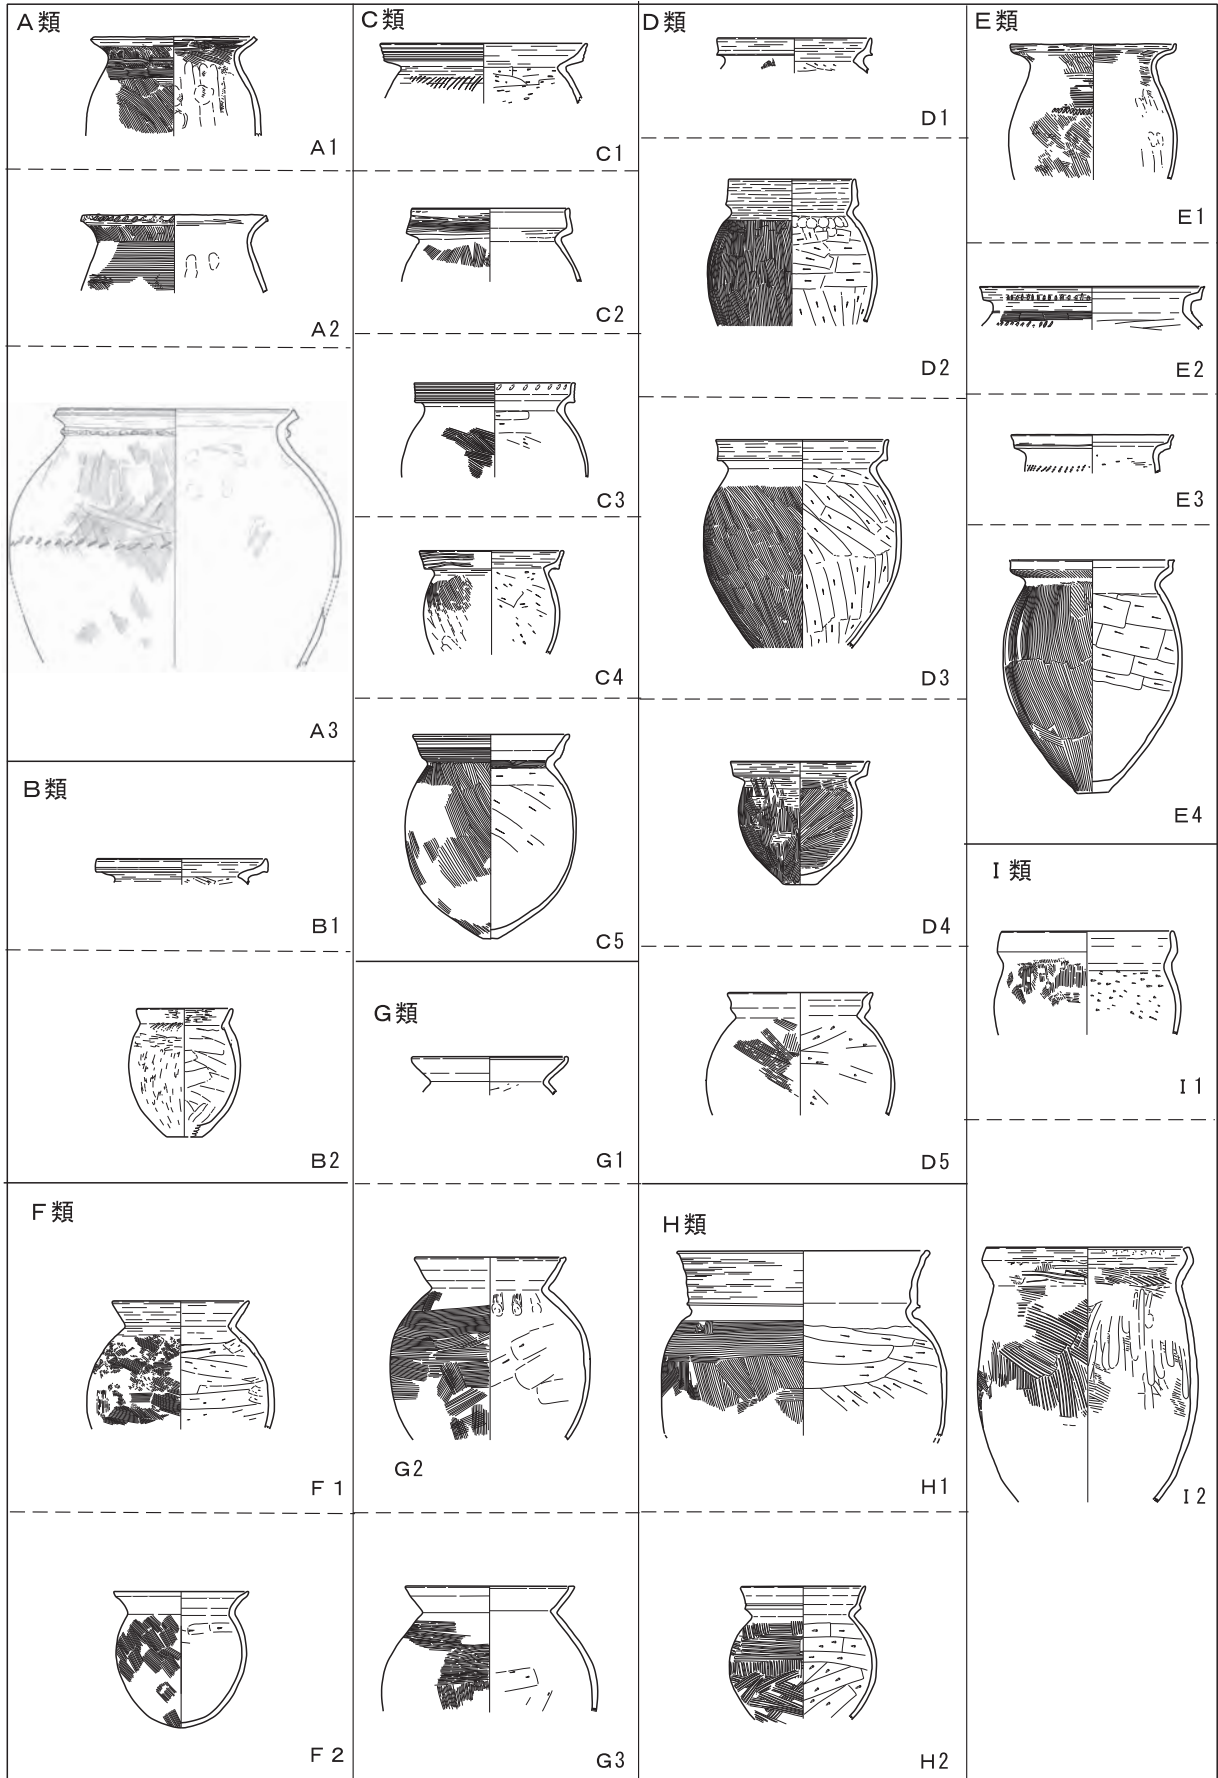 A類
A1
A2
A3
B類
B1
B2
C類
C1
C2
C3
C4
C5
D類
D1
D2
D3
D4
D5
E類
E1
E2
E3
E4
F類
F1
F2
G類
G1
G2
G3
H類
H1
H2
I類
I1
I2